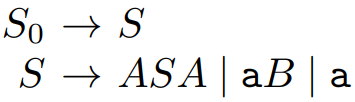 S₀ → S
S → ASA | aB | a